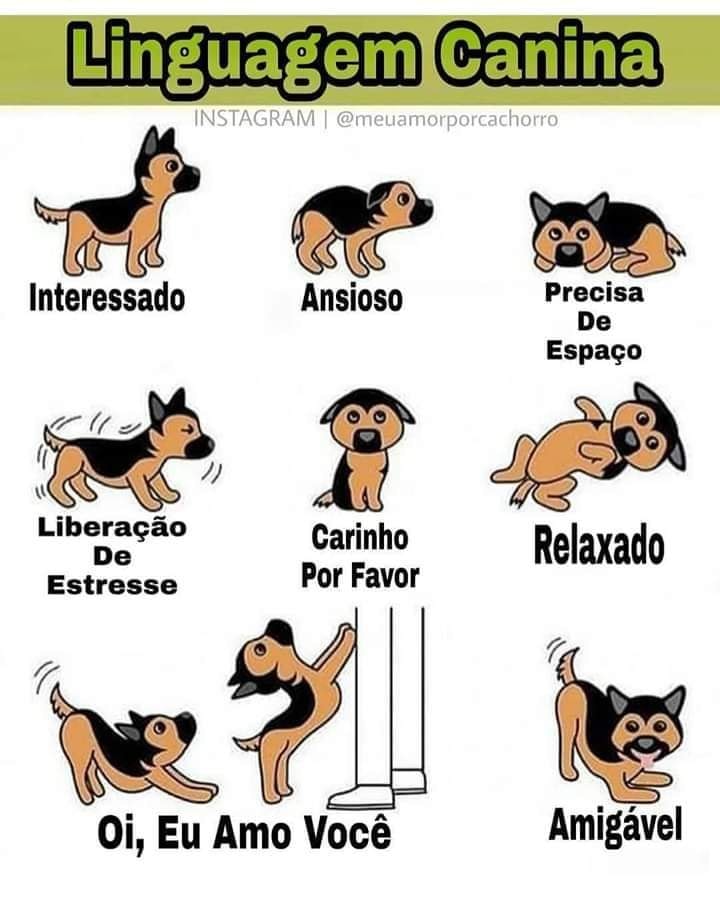 Linguagem Canina
INSTAGRAM | @meuamorporcachorro
Interessado
Ansioso
Precisa
De
Espaço
Liberação
De
Estresse
Carinho
Por Favor
Relaxado
Oi, Eu Amo Você
Amigável